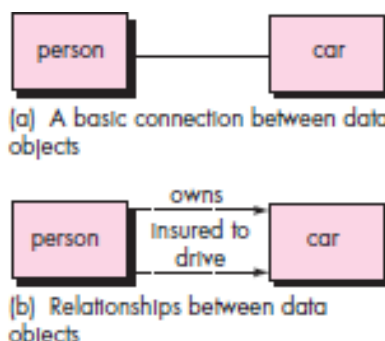 person
car
(a) A basic connection between data
objects
owns
person
insured to
drive
car
(b) Relationships between data
objects